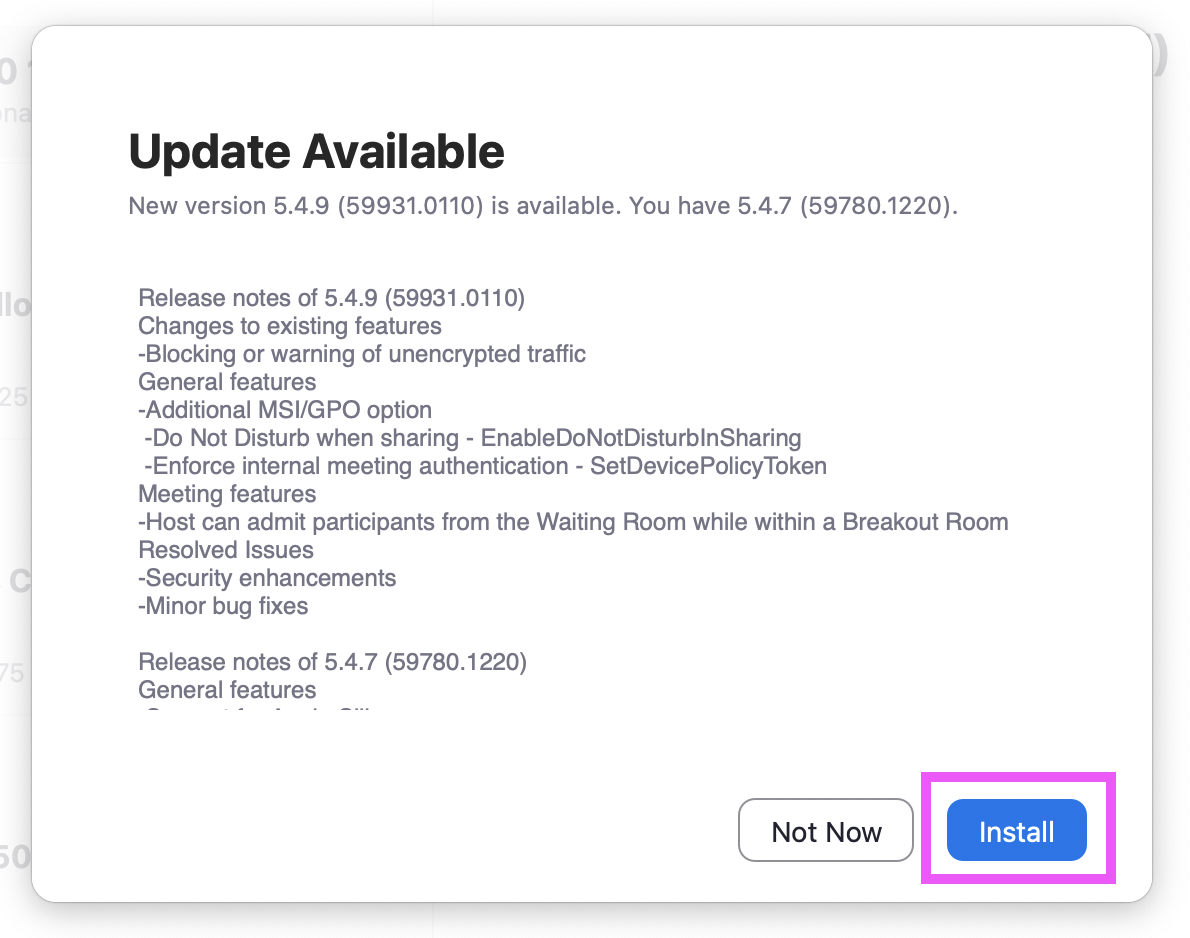 Update Available
New version 5.4.9 (59931.0110) is available. You have 5.4.7 (59780.1220).
Release notes of 5.4.9 (59931.0110)
Changes to existing features
-Blocking or warning of unencrypted traffic
General features
-Additional MSI/GPO option
-Do Not Disturb when sharing - EnableDoNotDisturbInSharing
-Enforce internal meeting authentication - SetDevicePolicyToken
Meeting features
-Host can admit participants from the Waiting Room while within a Breakout Room
Resolved Issues
-Security enhancements
-Minor bug fixes
Release notes of 5.4.7 (59780.1220)
General features
Not Now
Install